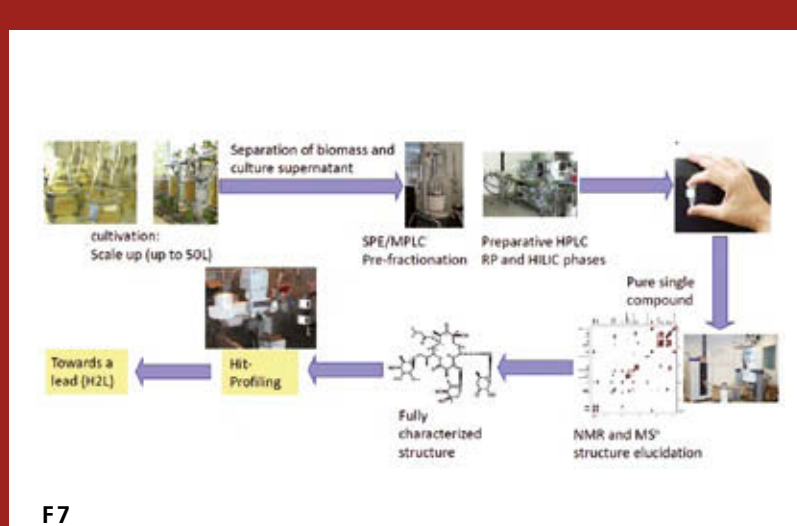 Separation of biomass and
culture supernatant
cultivation:
Scale up (up to 50L)
SPE/MPLC
Pre-fractionation
Preparative HPLC
RP and HILIC phases
Pure single
compound
NMR and MSⁿ
structure elucidation
Fully
characterized
structure
Hit-
Profiling
Towards a
lead (H2L)
F7